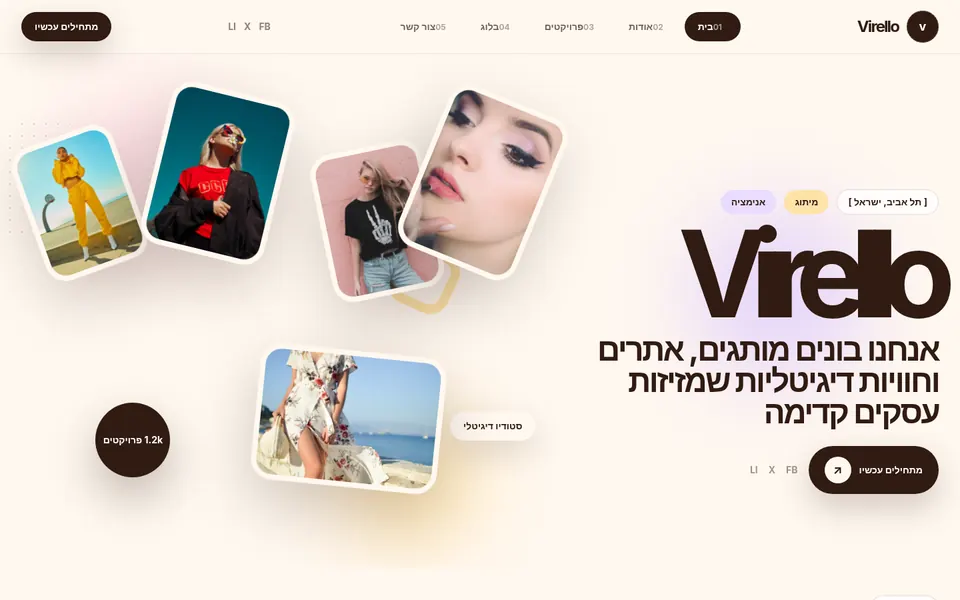 v Virello
01בית
02אודות
03פרויקטים
04בלוג
05צור קשר
LI X FB
מתחילים עכשיו
[ תל אביב, ישראל ]
מיתוג
אנימציה
Virello
אנחנו בונים מותגים, אתרים
וחוויות דיגיטליות שמזיזות
עסקים קדימה
מתחילים עכשיו
LI X FB
סטודיו דיגיטלי
1.2k פרויקטים